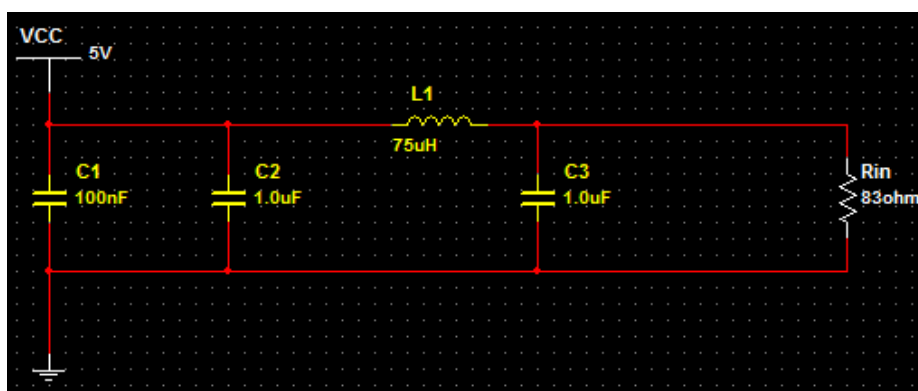 VCC
5V
L1
75uH
C1
100nF
C2
1.0uF
C3
1.0uF
Rin
83ohm